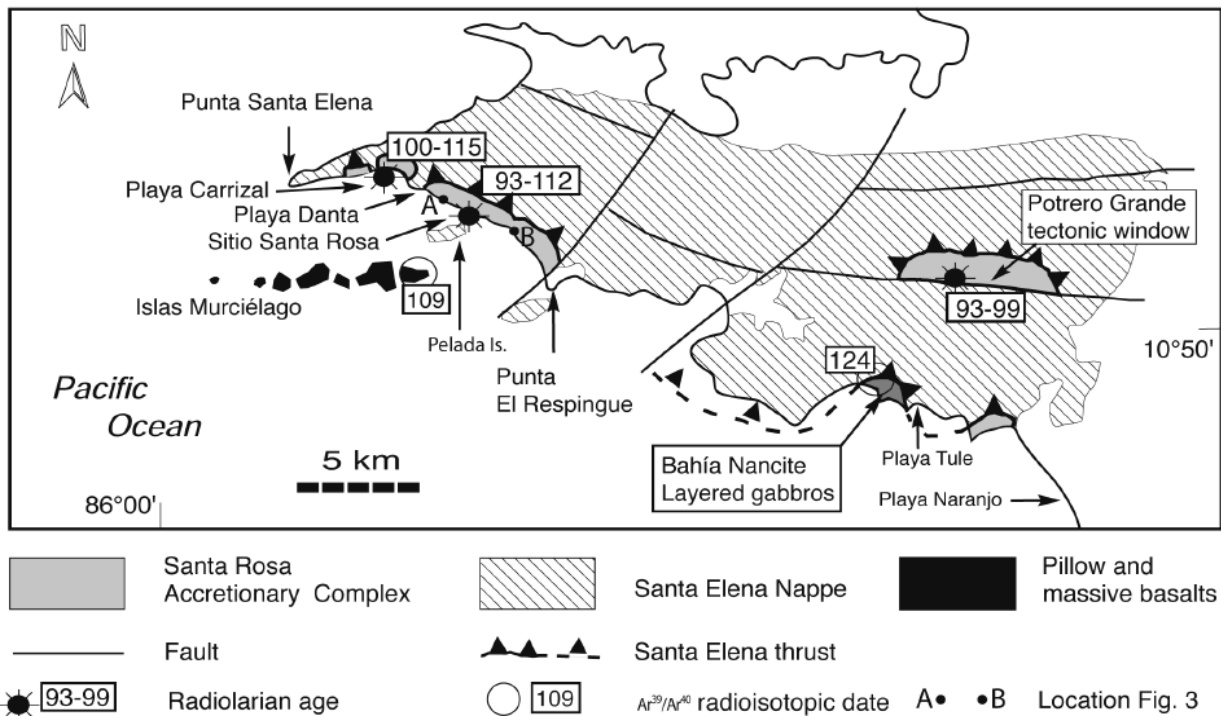 N
Punta Santa Elena
100-115
93-112
Playa Carrizal
Playa Danta
A
Sitio Santa Rosa
B
Potrero Grande
tectonic window
Islas Murciélago
109
93-99
Pelada Is.
10°50'
124
Punta
El Respingue
Pacific
Ocean
5 km
Bahía Nancite
Layered gabbros
Playa Tule
Playa Naranjo
86°00'
Santa Rosa
Accretionary Complex
Santa Elena Nappe
Pillow and
massive basalts
Fault
Santa Elena thrust
93-99 Radiolarian age
109 Ar³⁹/Ar⁴⁰ radioisotopic date
A B Location Fig. 3